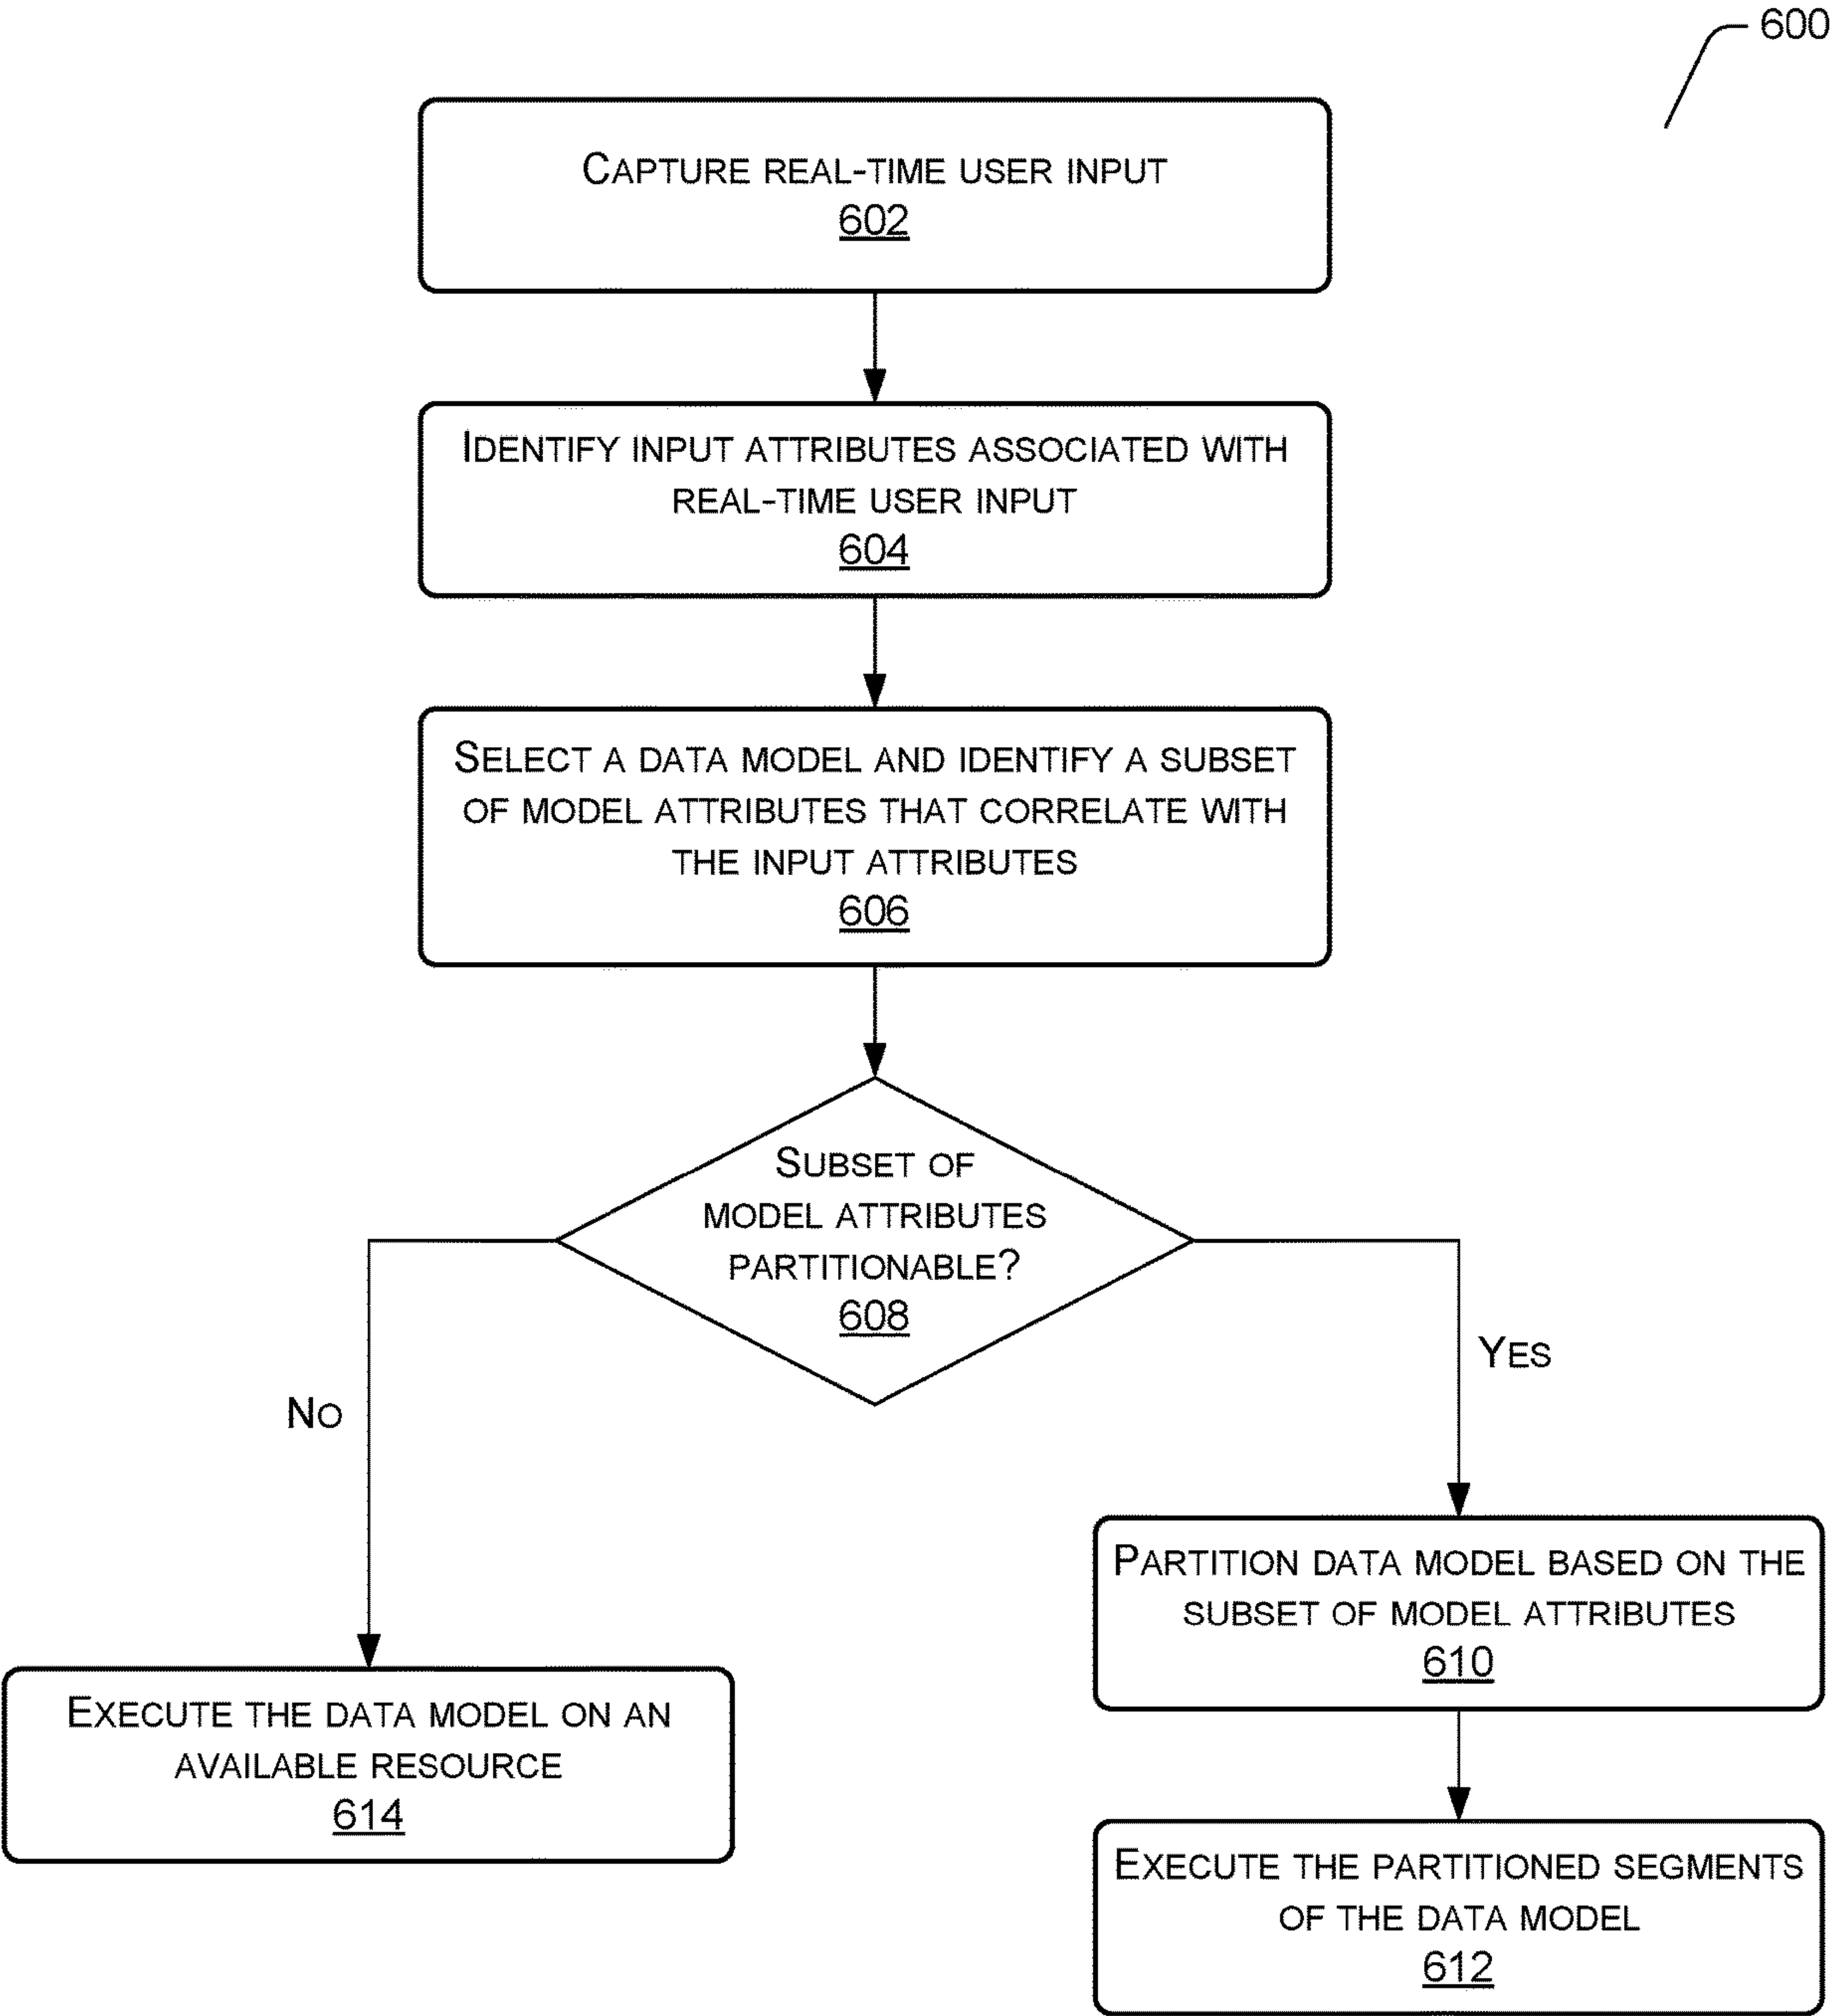 600
CAPTURE REAL-TIME USER INPUT
602
IDENTIFY INPUT ATTRIBUTES ASSOCIATED WITH
REAL-TIME USER INPUT
604
SELECT A DATA MODEL AND IDENTIFY A SUBSET
OF MODEL ATTRIBUTES THAT CORRELATE WITH
THE INPUT ATTRIBUTES
606
SUBSET OF
MODEL ATTRIBUTES
PARTITIONABLE?
608
NO
YES
EXECUTE THE DATA MODEL ON AN
AVAILABLE RESOURCE
614
PARTITION DATA MODEL BASED ON THE
SUBSET OF MODEL ATTRIBUTES
610
EXECUTE THE PARTITIONED SEGMENTS
OF THE DATA MODEL
612